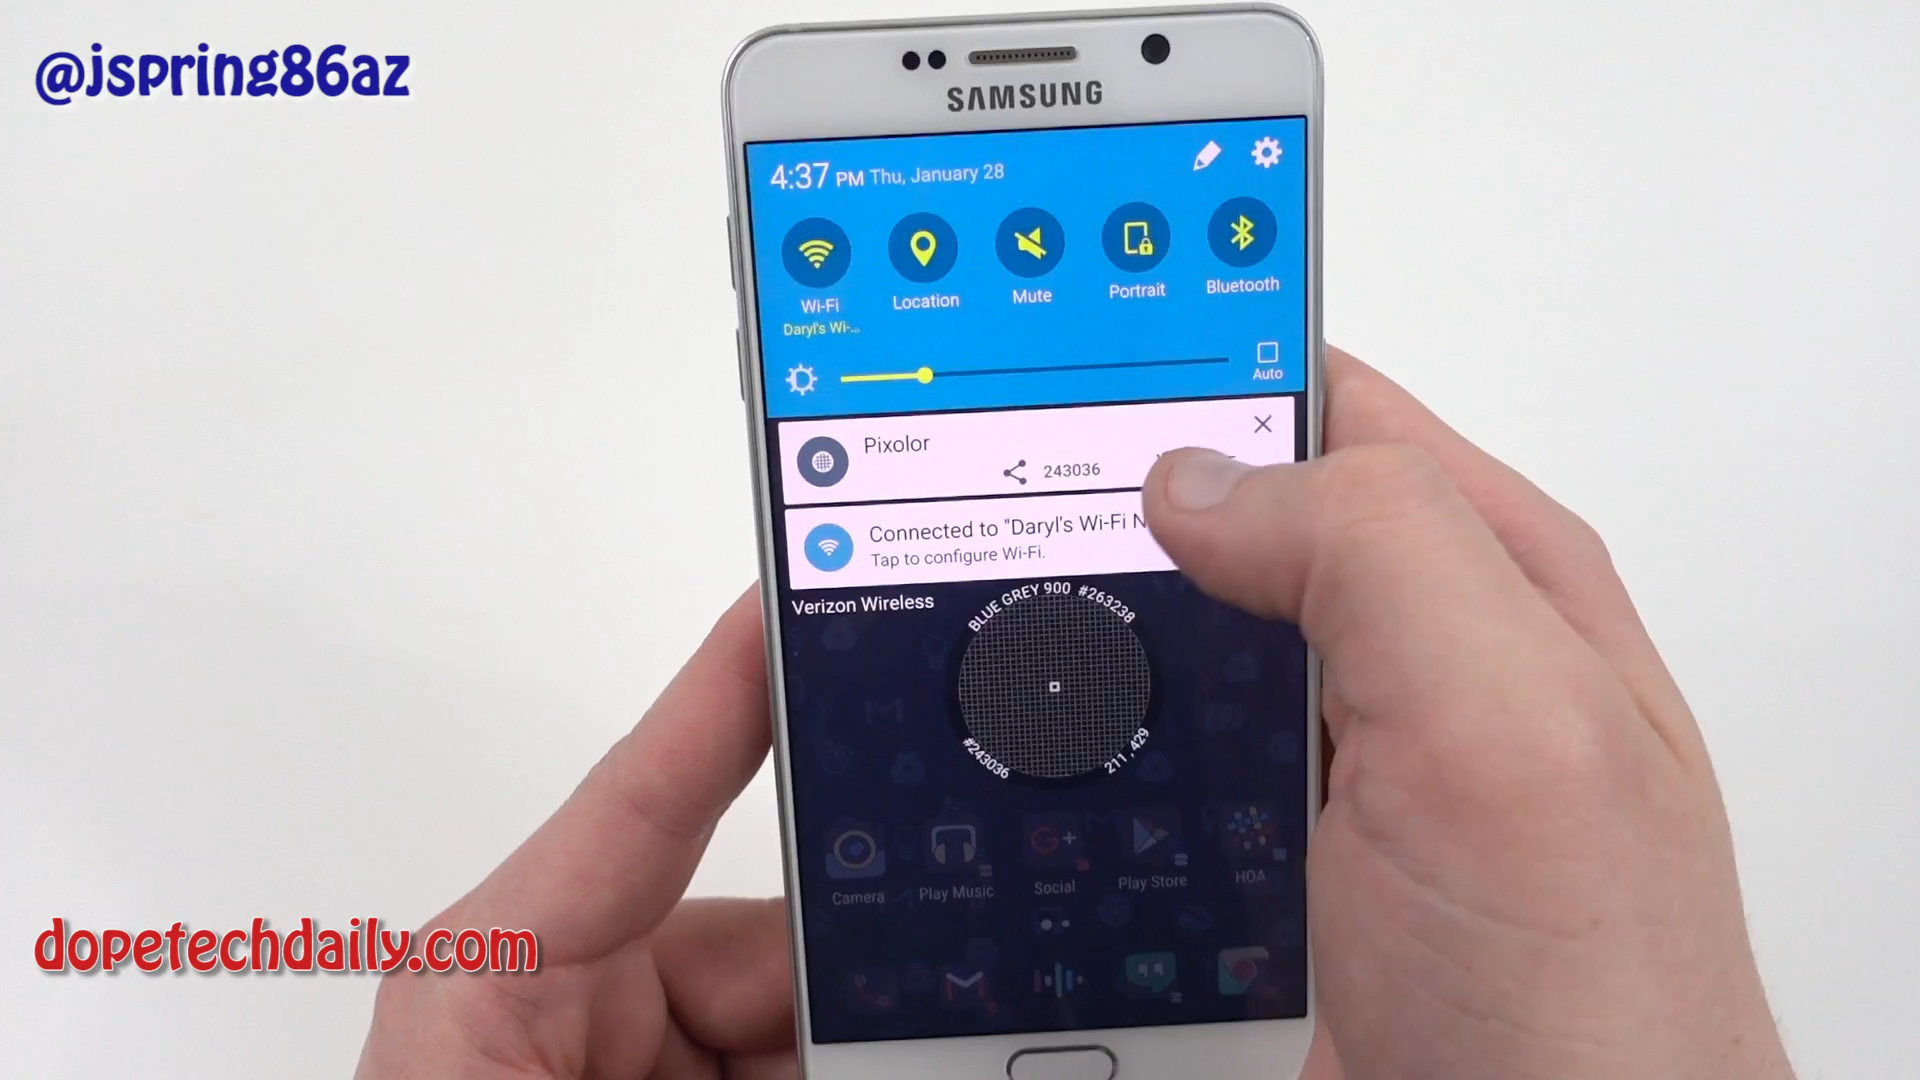 @jspring86az
SAMSUNG
4:37 PM Thu, January 28
Wi-Fi
Daryl's Wi-...
Location
Mute
Portrait
Bluetooth
Auto
Pixolor
243036
Connected to "Daryl's Wi-Fi N
Tap to configure Wi-Fi.
Verizon Wireless
BLUE GREY 900 #263238
#243036
211, 429
Camera
Play Music
Social
Play Store
HOA
dopetechdaily.com